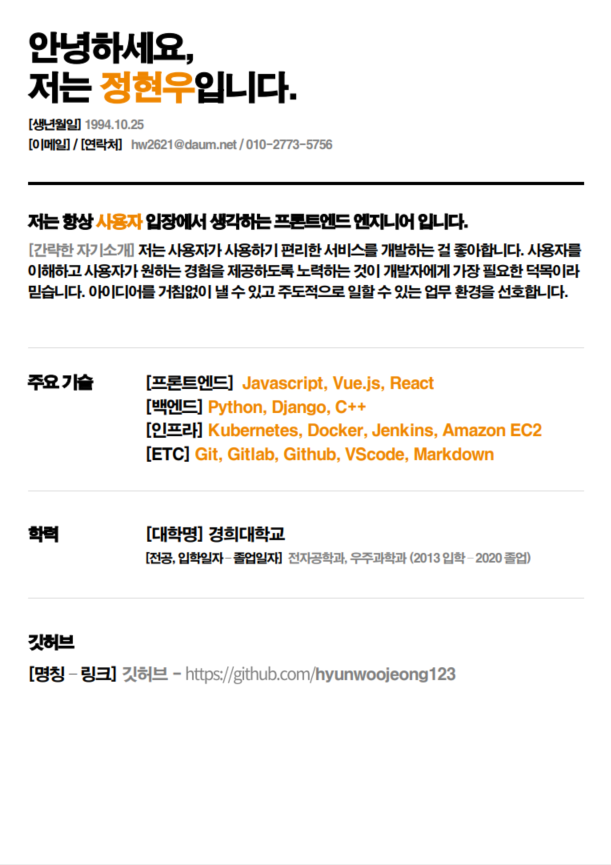 안녕하세요,
저는 정현우입니다.
[생년월일] 1994.10.25
[이메일] / [연락처] hw2621@daum.net / 010-2773-5756
저는 항상 사용자 입장에서 생각하는 프론트엔드 엔지니어 입니다.
[간략한 자기소개] 저는 사용자가 사용하기 편리한 서비스를 개발하는 걸 좋아합니다. 사용자를
이해하고 사용자가 원하는 경험을 제공하도록 노력하는 것이 개발자에게 가장 필요한 덕목이라
믿습니다. 아이디어를 거침없이 낼 수 있고 주도적으로 일할 수 있는 업무 환경을 선호합니다.
주요 기술
[프론트엔드] Javascript, Vue.js, React
[백엔드] Python, Django, C++
[인프라] Kubernetes, Docker, Jenkins, Amazon EC2
[ETC] Git, Gitlab, Github, VScode, Markdown
학력
[대학명] 경희대학교
[전공, 입학일자 – 졸업일자] 전자공학과, 우주과학과 (2013 입학 – 2020 졸업)
깃허브
[명칭 – 링크] 깃허브 - https://github.com/hyunwoojeong123